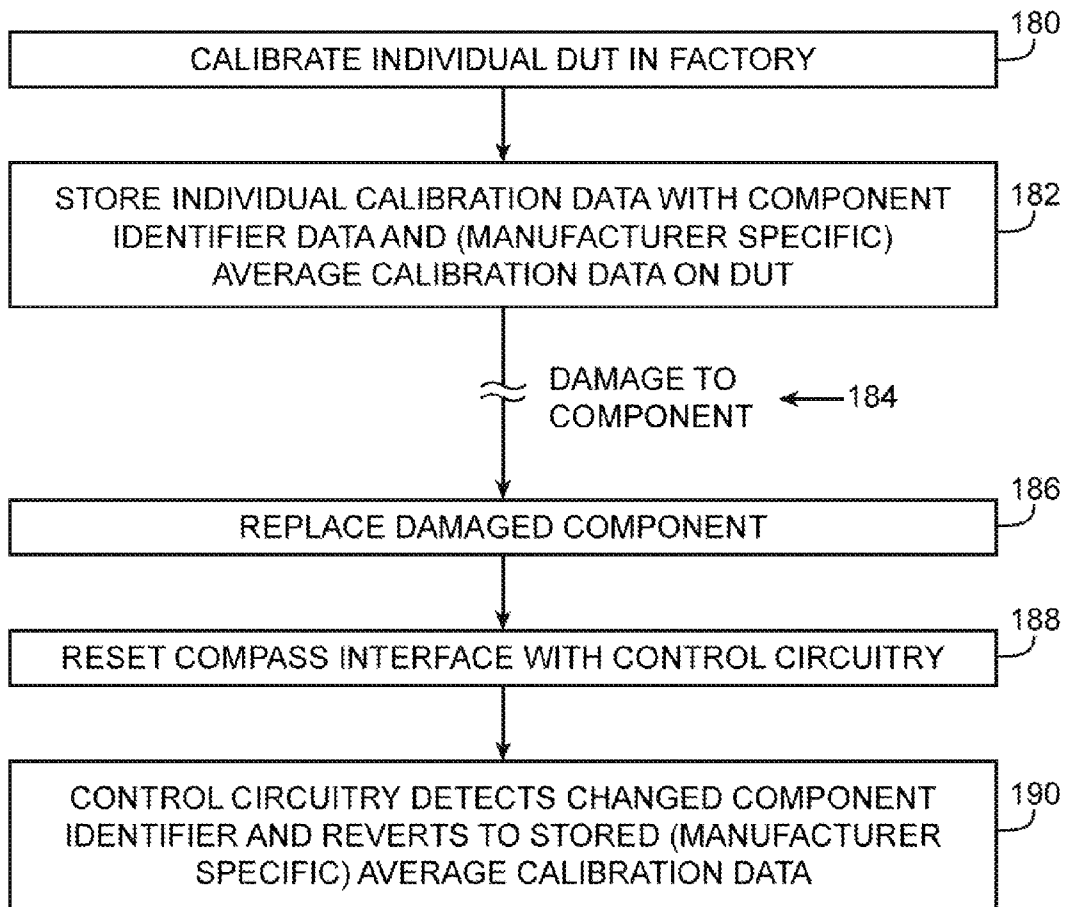 180
CALIBRATE INDIVIDUAL DUT IN FACTORY
182
STORE INDIVIDUAL CALIBRATION DATA WITH COMPONENT
IDENTIFIER DATA AND (MANUFACTURER SPECIFIC)
AVERAGE CALIBRATION DATA ON DUT
DAMAGE TO
COMPONENT
184
186
REPLACE DAMAGED COMPONENT
188
RESET COMPASS INTERFACE WITH CONTROL CIRCUITRY
190
CONTROL CIRCUITRY DETECTS CHANGED COMPONENT
IDENTIFIER AND REVERTS TO STORED (MANUFACTURER
SPECIFIC) AVERAGE CALIBRATION DATA